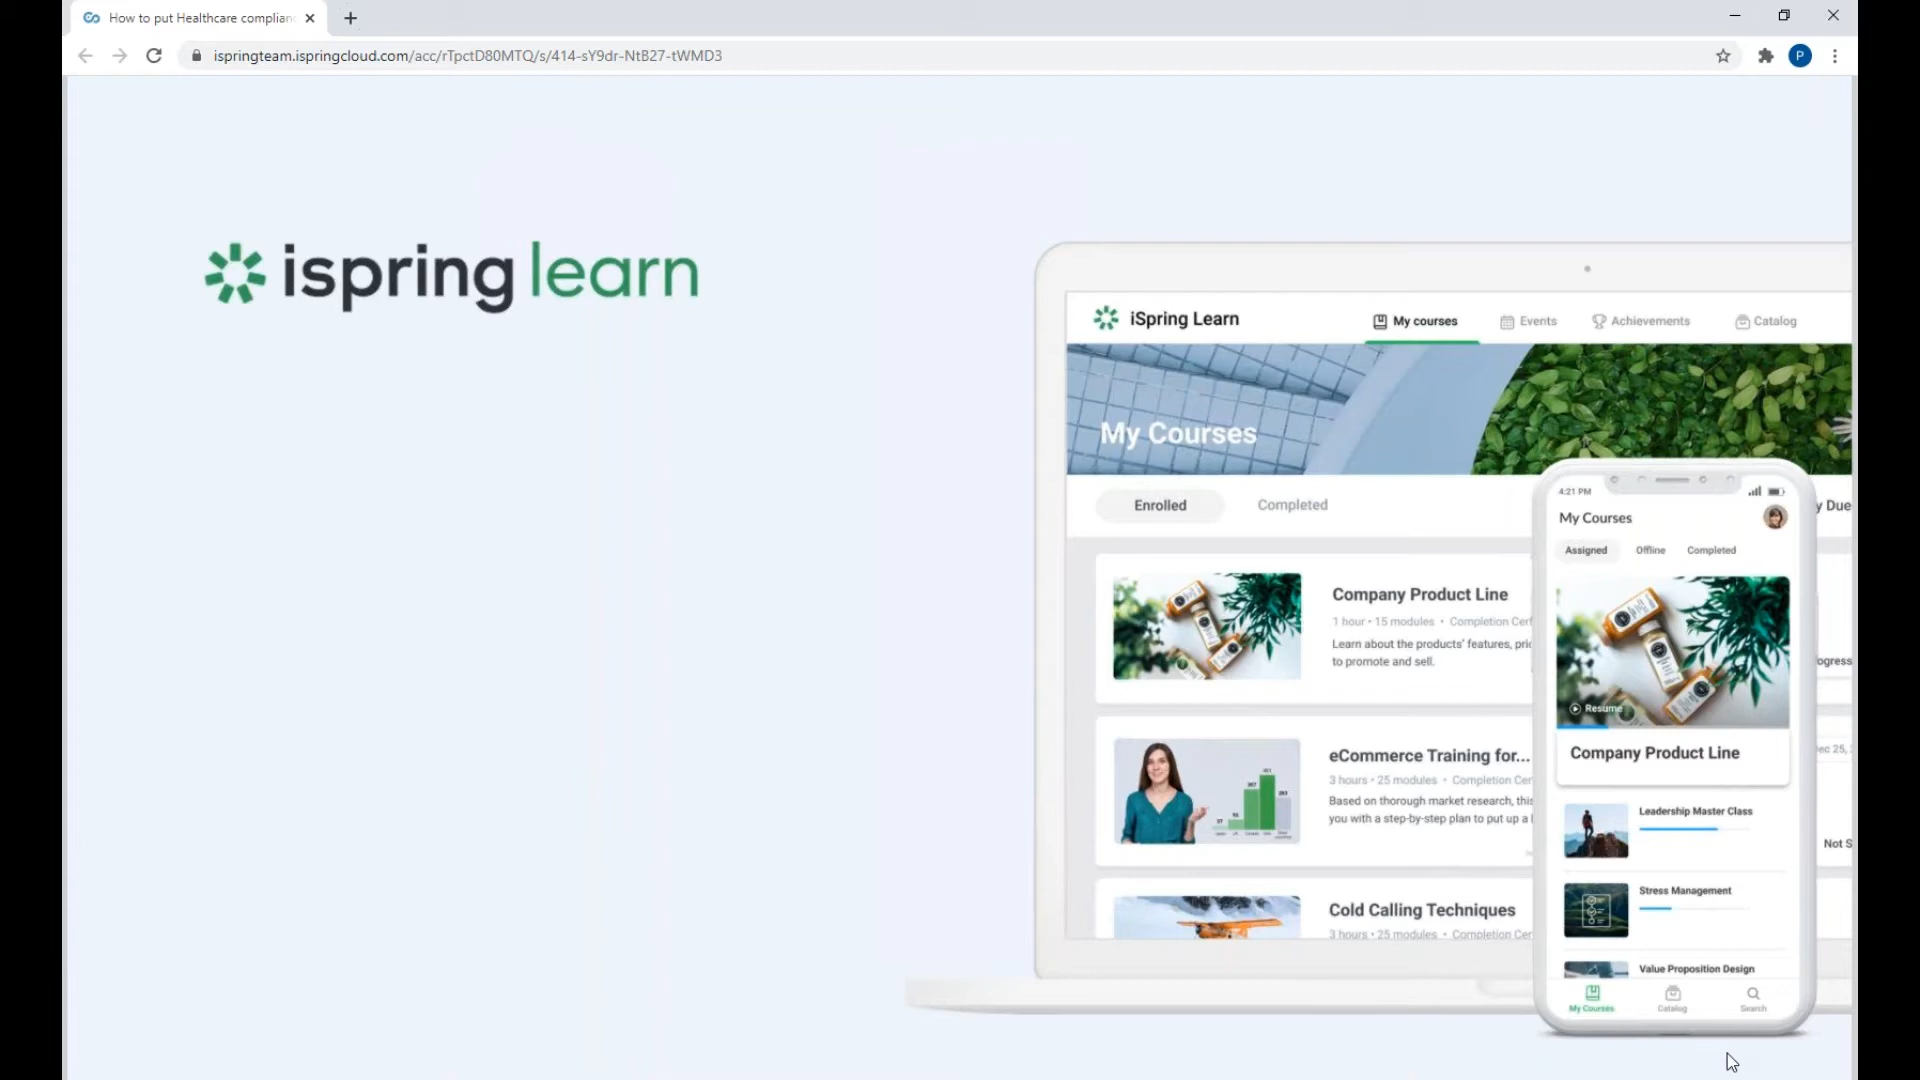 How to put Healthcare complian
ispringteam.ispringcloud.com/acc/rTpctD80MTQ/s/414-sY9dr-NtB27-tWMD3
P
ispring learn
iSpring Learn
My courses
Events
Achievements
Catalog
My Courses
Enrolled
Completed
y Due
Company Product Line
1 hour • 15 modules • Completion Cerf
Learn about the products' features, pric
to promote and sell.
ogress
eCommerce Training for...
3 hours • 25 modules • Completion Cer
Based on thorough market research, this
you with a step-by-step plan to put up a
ec 25,
Not S
Cold Calling Techniques
3 hours • 25 modules • Completion Cer
4:21 PM
My Courses
Assigned
Offline
Completed
Resume
Company Product Line
Leadership Master Class
Stress Management
Value Proposition Design
My Courses
Catalog
Search